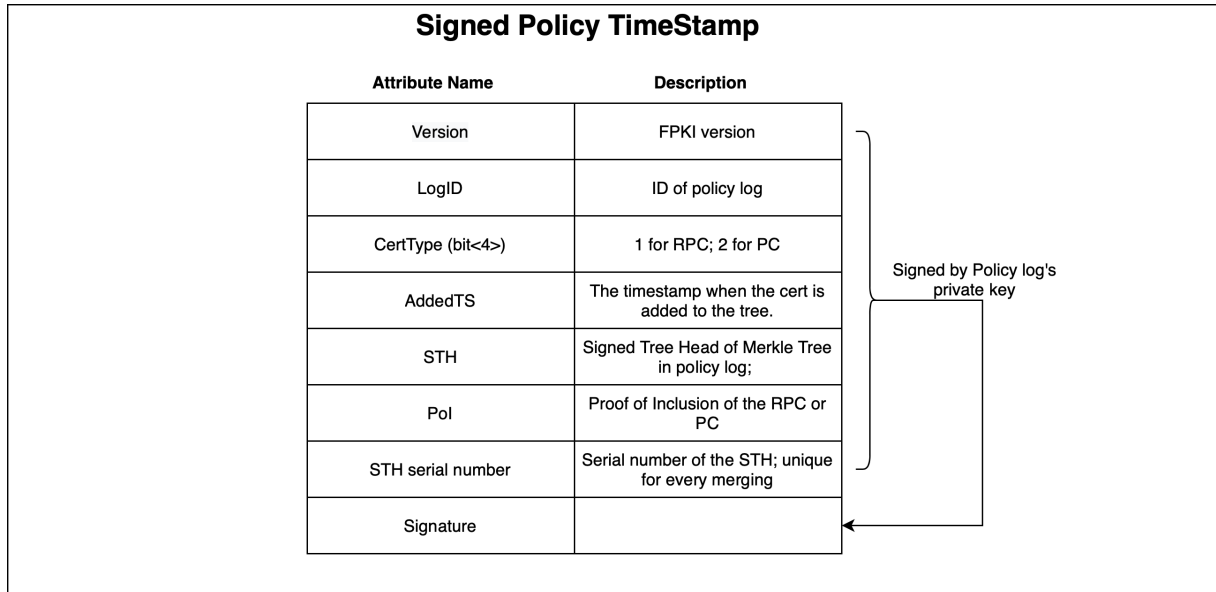 Signed Policy TimeStamp
Attribute Name
Description
Version
FPKI version
LogID
ID of policy log
CertType (bit<4>)
1 for RPC; 2 for PC
AddedTS
The timestamp when the cert is
added to the tree.
STH
Signed Tree Head of Merkle Tree
in policy log;
PoI
Proof of Inclusion of the RPC or
PC
STH serial number
Serial number of the STH; unique
for every merging
Signature
Signed by Policy log's
private key